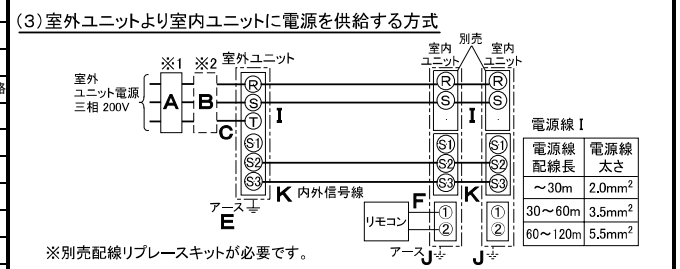 (3)室外ユニットより室内ユニットに電源を供給する方式
別売
※1 ※2 室外ユニット 室内ユニット 室内ユニット
室外
ユニット電源
三相 200V
A B C
R S T S1 S2 S3
I
R S S1 S2 S3
I
R S S1 S2 S3
K 内外信号線 K
アース
E
リモコン F
① ②
① ②
アース J J
※別売配線リプレースキットが必要です。
電源線 I
電源線配線長 電源線太さ
～30m 2.0mm²
30～60m 3.5mm²
60～120m 5.5mm²